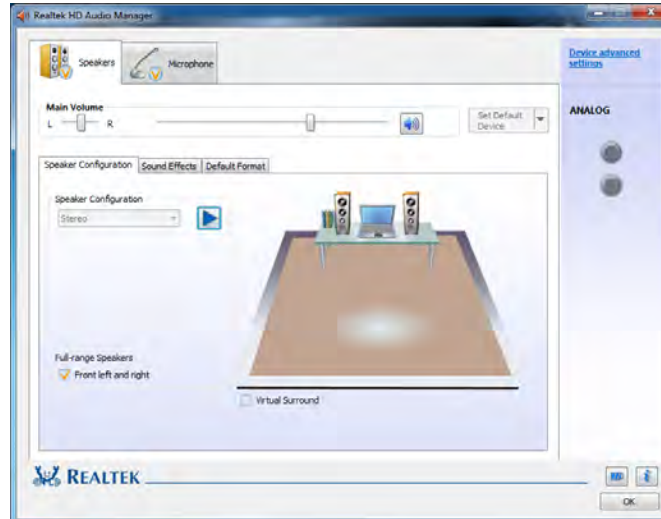 Realtek HD Audio Manager
Speakers
Microphone
Device advanced
settings
Main Volume
L R
Set Default
Device
ANALOG
Speaker Configuration Sound Effects Default Format
Speaker Configuration
Stereo
Full-range Speakers
Front left and right
Virtual Surround
REALTEK
OK